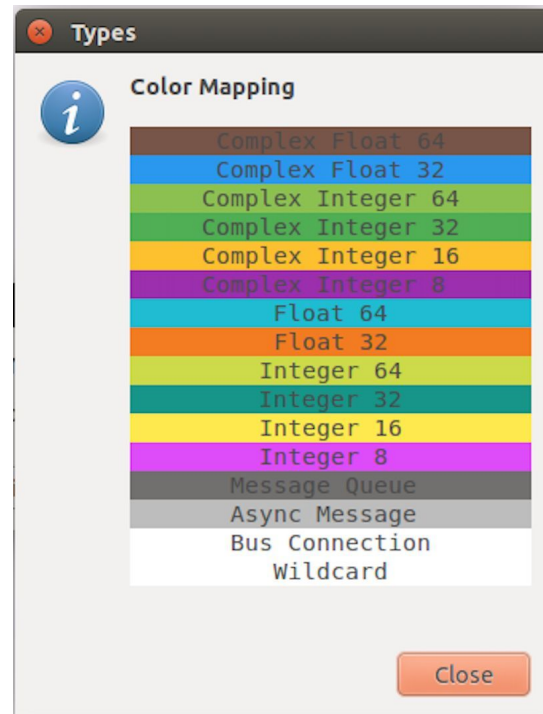 Types
Color Mapping
Complex Float 64
Complex Float 32
Complex Integer 64
Complex Integer 32
Complex Integer 16
Complex Integer 8
Float 64
Float 32
Integer 64
Integer 32
Integer 16
Integer 8
Message Queue
Async Message
Bus Connection
Wildcard
Close